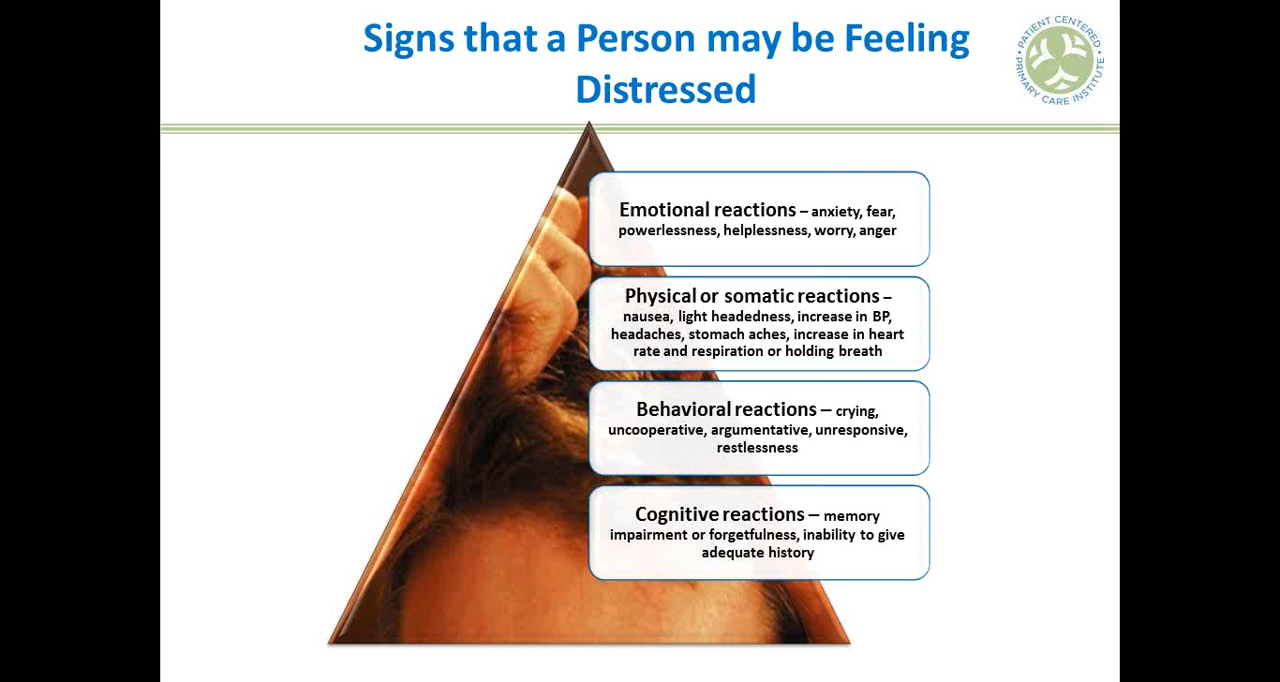 Signs that a Person may be Feeling
Distressed
PATIENT CENTERED
PRIMARY CARE INSTITUTE
Emotional reactions – anxiety, fear,
powerlessness, helplessness, worry, anger
Physical or somatic reactions –
nausea, light headedness, increase in BP,
headaches, stomach aches, increase in heart
rate and respiration or holding breath
Behavioral reactions – crying,
uncooperative, argumentative, unresponsive,
restlessness
Cognitive reactions – memory
impairment or forgetfulness, inability to give
adequate history